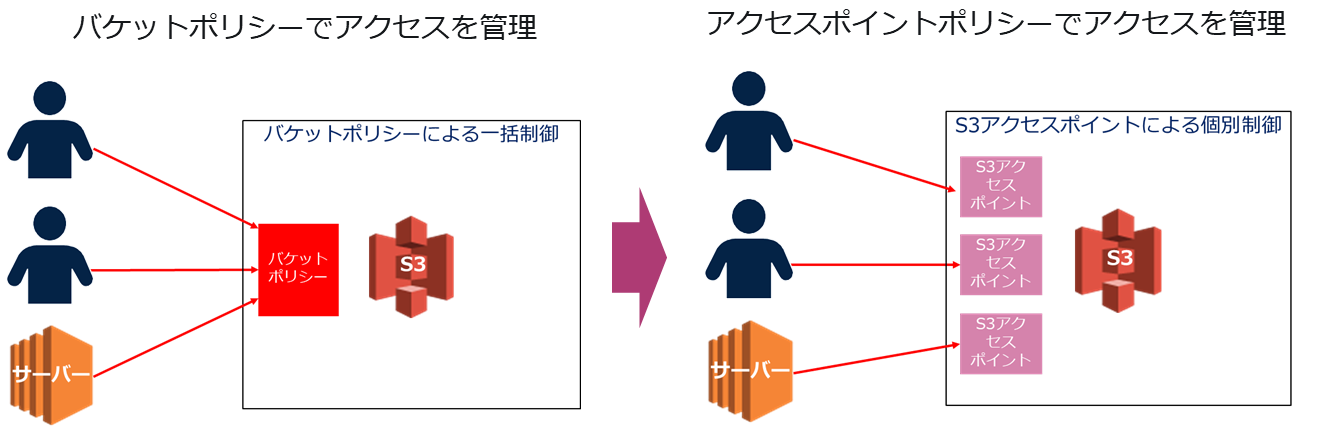 バケットポリシーでアクセスを管理
バケットポリシーによる一括制御
バケット
ポリシー
S3
サーバー
アクセスポイントポリシーでアクセスを管理
S3アクセスポイントによる個別制御
S3アク
セス
ポイント
S3アク
セス
ポイント
S3アク
セス
ポイント
S3
サーバー